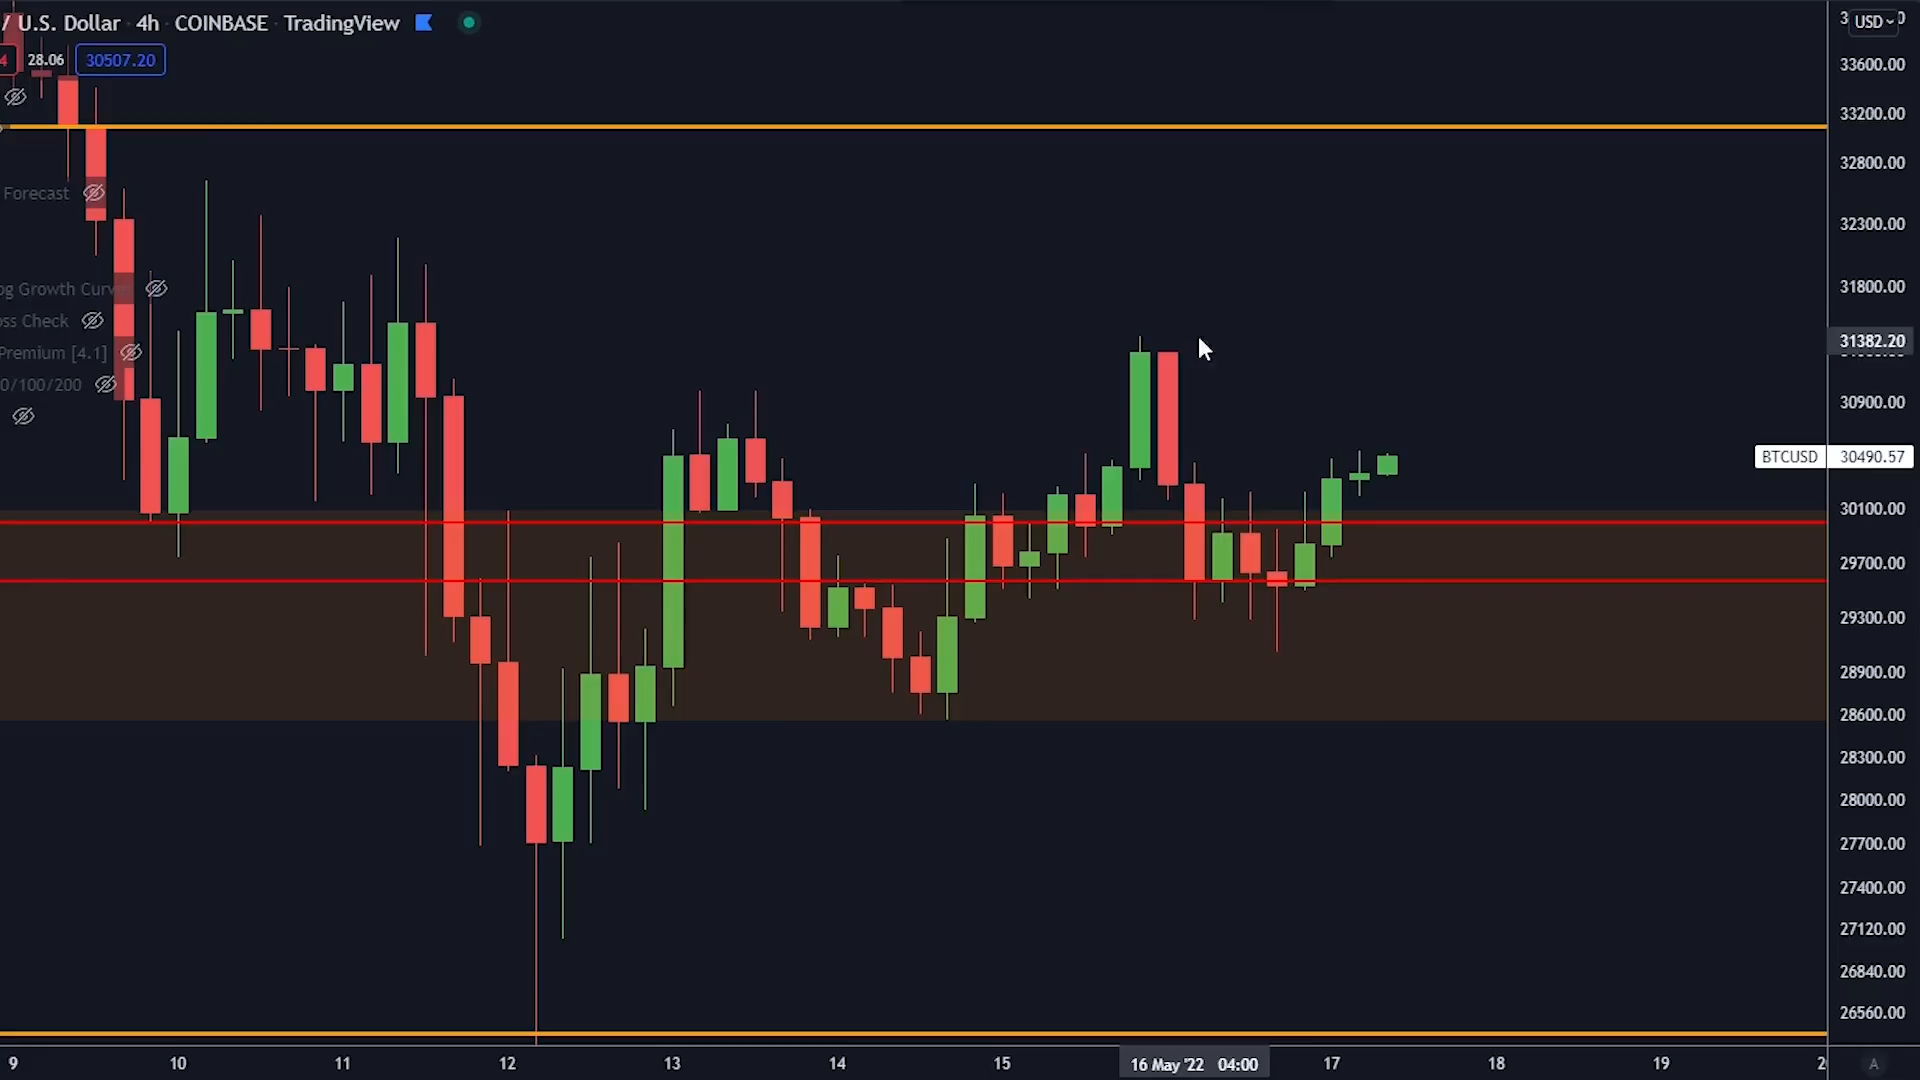 / U.S. Dollar · 4h · COINBASE · TradingView
4 28.06 30507.20
Forecast
og Growth Curv
oss Check
Premium [4.1]
0/100/200
USD
33600.00
33200.00
32800.00
32300.00
31800.00
31382.20
30900.00
BTCUSD 30490.57
30100.00
29700.00
29300.00
28900.00
28600.00
28300.00
28000.00
27700.00
27400.00
27120.00
26840.00
26560.00
9 10 11 12 13 14 15 16 May '22 04:00 17 18 19 2 A